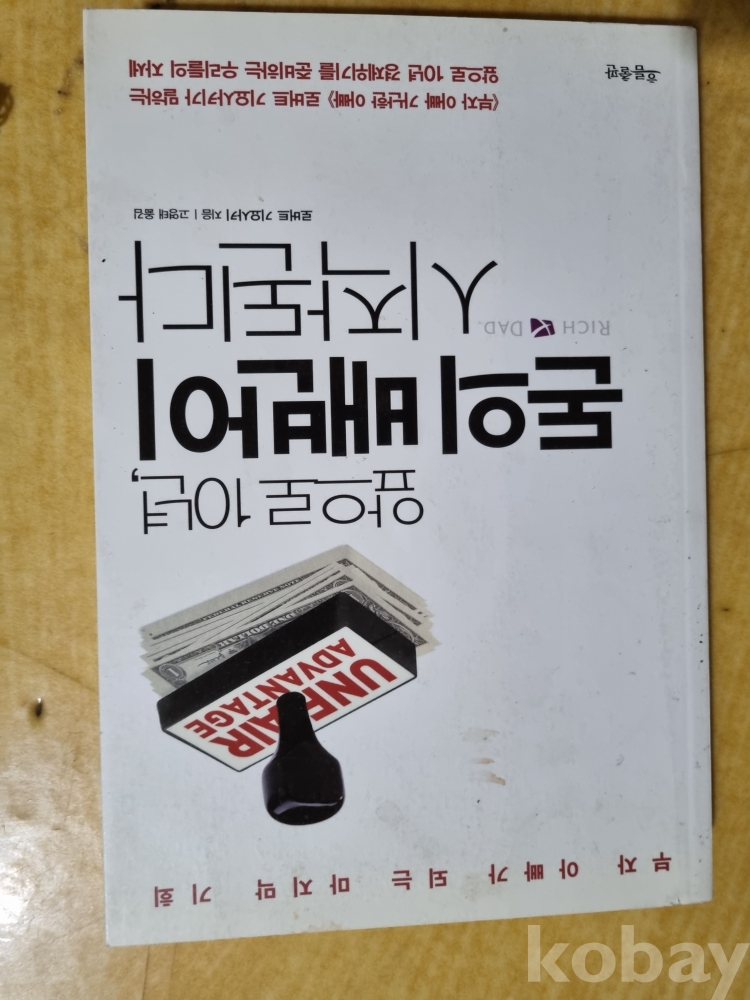 부자 아빠가 되는 마지막 기회
UNFAIR
ADVANTAGE
ONE DOLLAR
앞으로 10년,
돈의 배반이
RICH DAD
시작된다
로버트 기요사키 지음 | 고영태 옮김
《부자 아빠 가난한 아빠》 로버트 기요사키가 말하는
앞으로 10년 경제위기를 준비하는 우리들의 자세
흐름출판
kobay